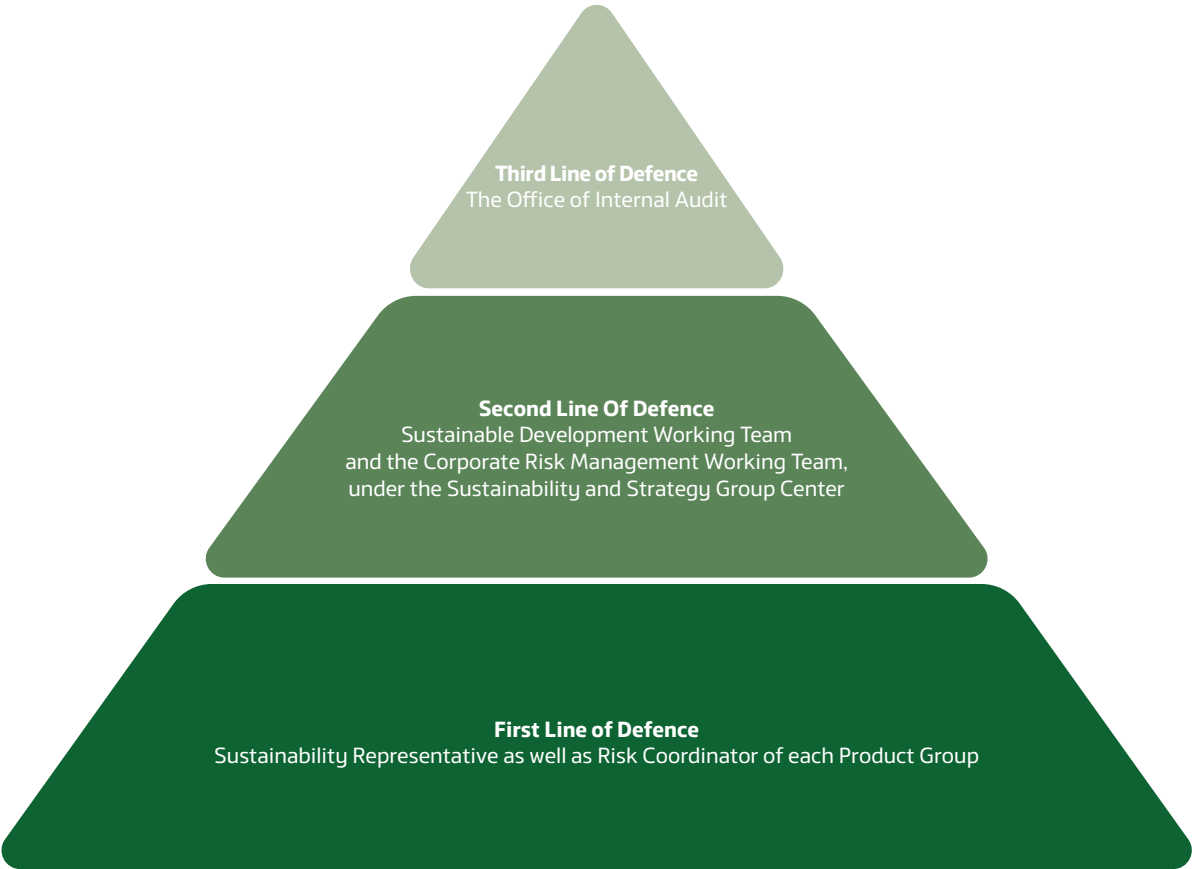 Third Line of Defence
The Office of Internal Audit
Second Line Of Defence
Sustainable Development Working Team
and the Corporate Risk Management Working Team,
under the Sustainability and Strategy Group Center
First Line of Defence
Sustainability Representative as well as Risk Coordinator of each Product Group